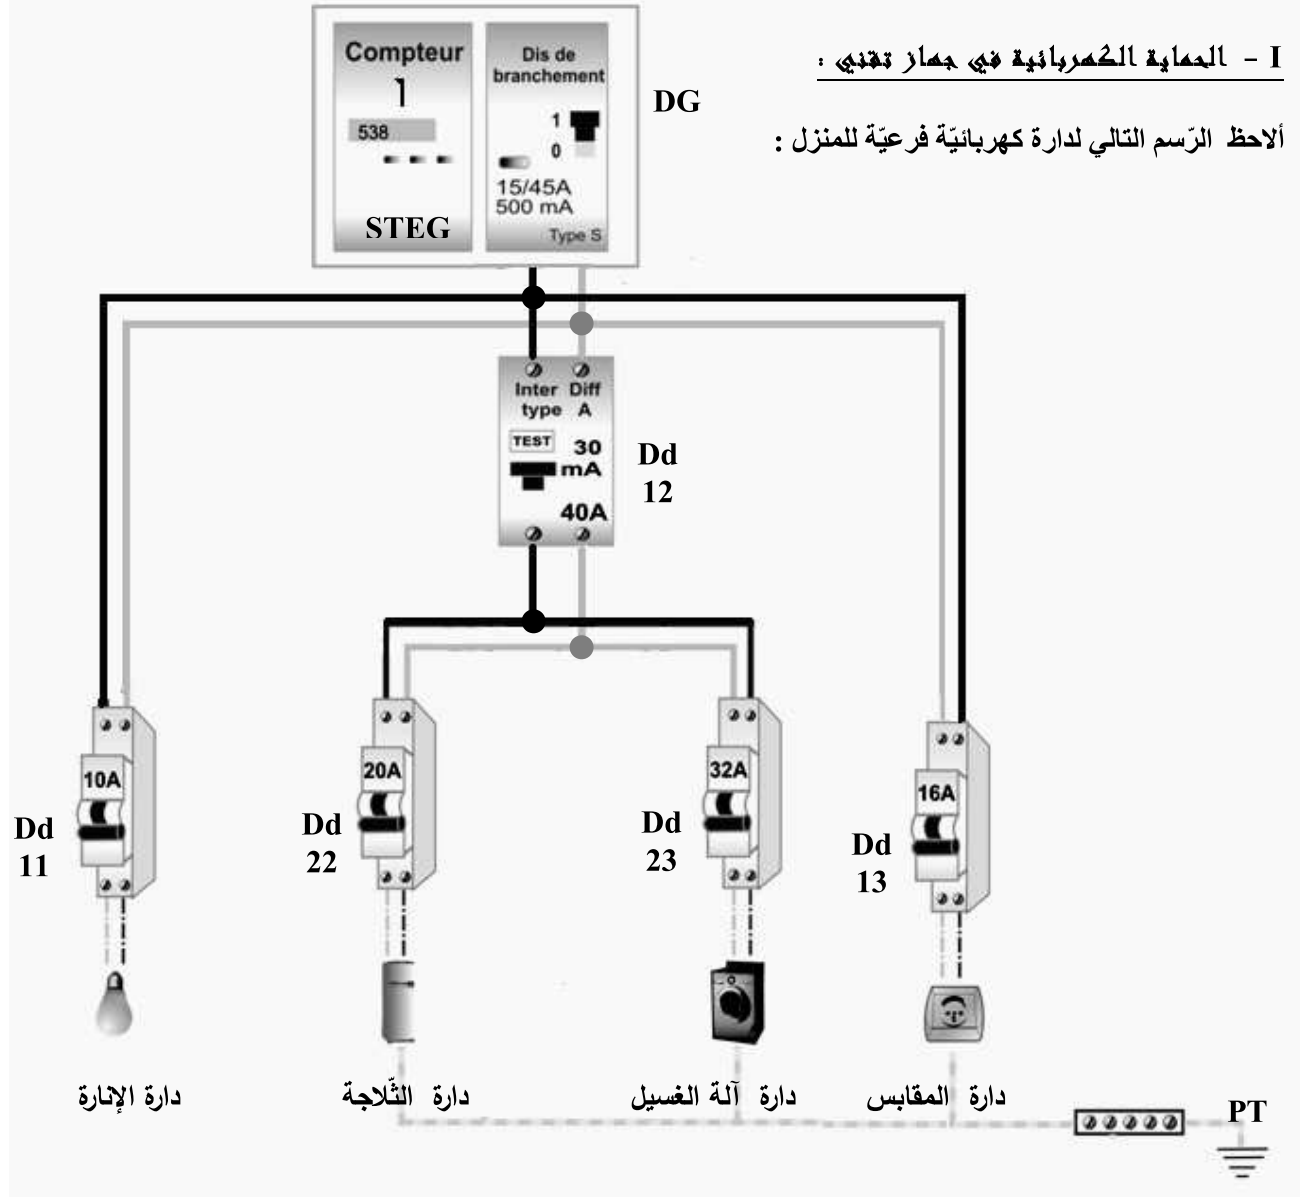 I - الحماية الكهربائية في جهاز تقني :
ألاحظ الرّسم التالي لدارة كهربائيّة فرعيّة للمنزل :
Compteur
1
538
STEG
Dis de
branchement
1
0
15/45A
500 mA
Type S
DG
Inter Diff
type A
TEST
30
mA
40A
Dd
12
10A
Dd
11
20A
Dd
22
32A
Dd
23
16A
Dd
13
دارة الإنارة
دارة الثّلاجة
دارة آلة الغسيل
دارة المقابس
PT